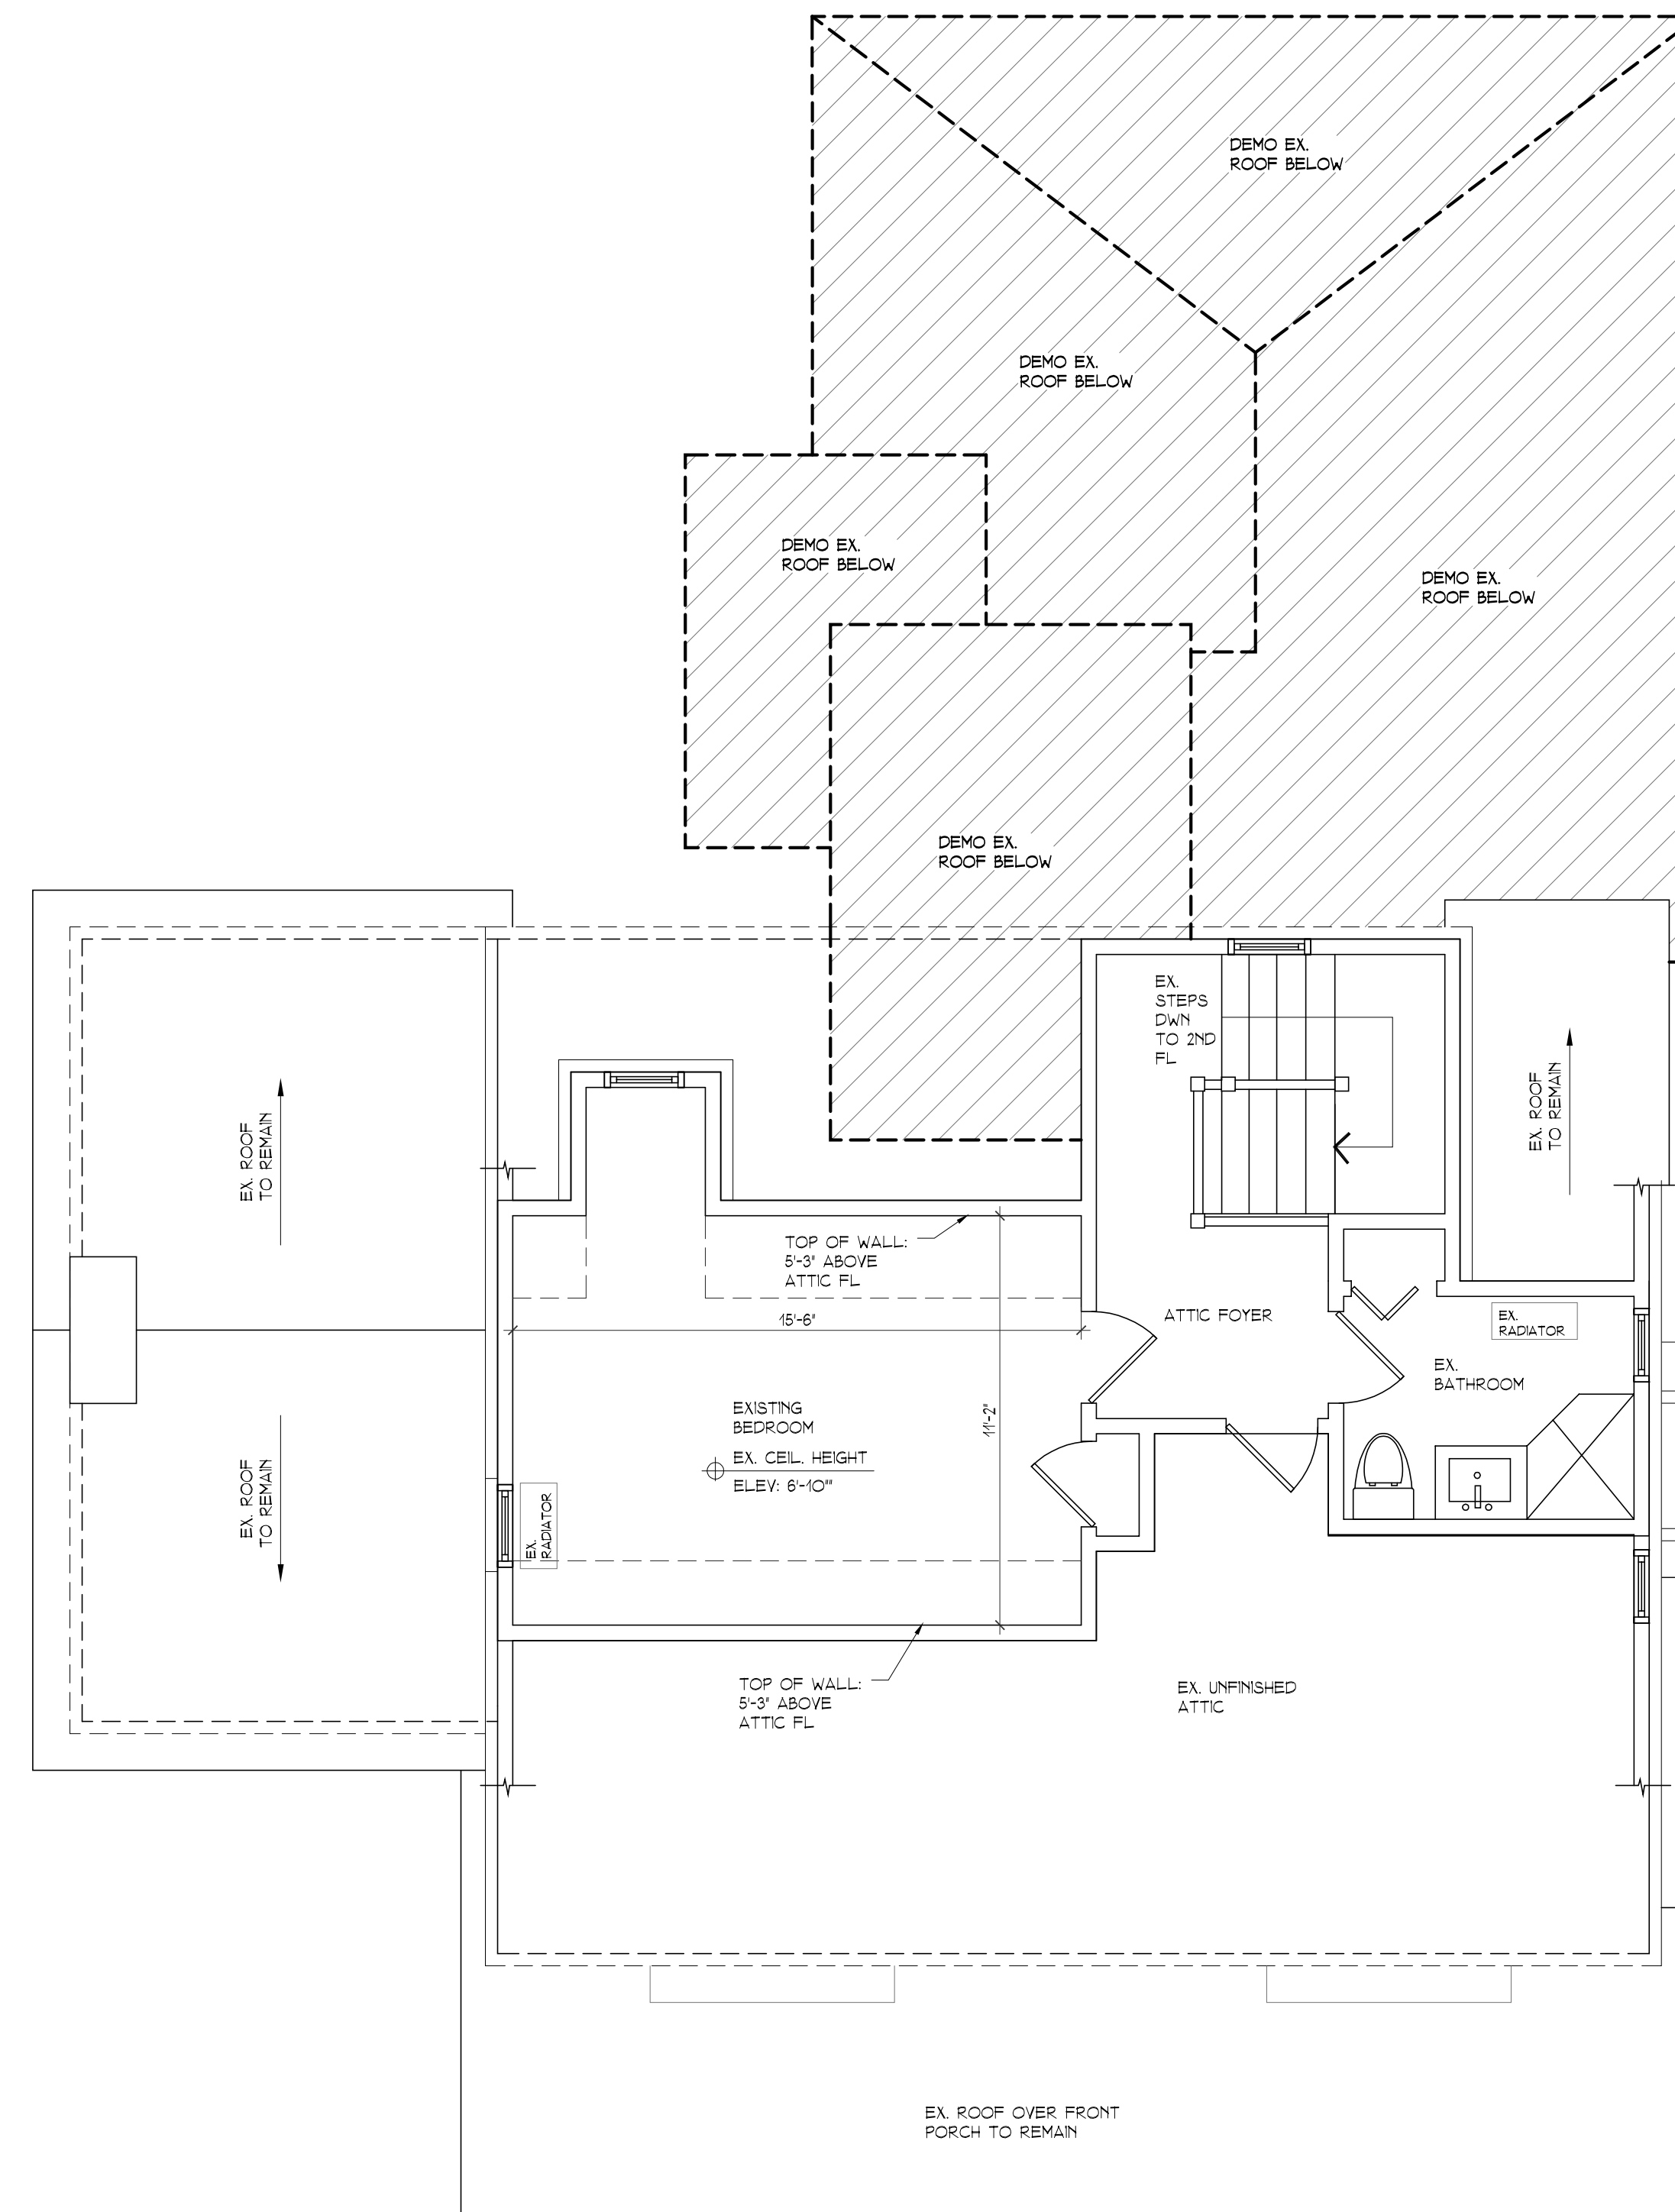 DEMO EX.
ROOF BELOW
DEMO EX.
ROOF BELOW
DEMO EX.
ROOF BELOW
DEMO EX.
ROOF BELOW
DEMO EX.
ROOF BELOW
EX.
STEPS
DWN
TO 2ND
FL
EX. ROOF
TO REMAIN
EX. ROOF
TO REMAIN
TOP OF WALL:
5'-3" ABOVE
ATTIC FL
15'-6"
ATTIC FOYER
EX.
RADIATOR
EX.
BATHROOM
EXISTING
BEDROOM
11'-2"
EX. CEIL. HEIGHT
ELEV: 6'-10""
EX. ROOF
TO REMAIN
EX.
RADIATOR
TOP OF WALL:
5'-3" ABOVE
ATTIC FL
EX. UNFINISHED
ATTIC
EX. ROOF OVER FRONT
PORCH TO REMAIN